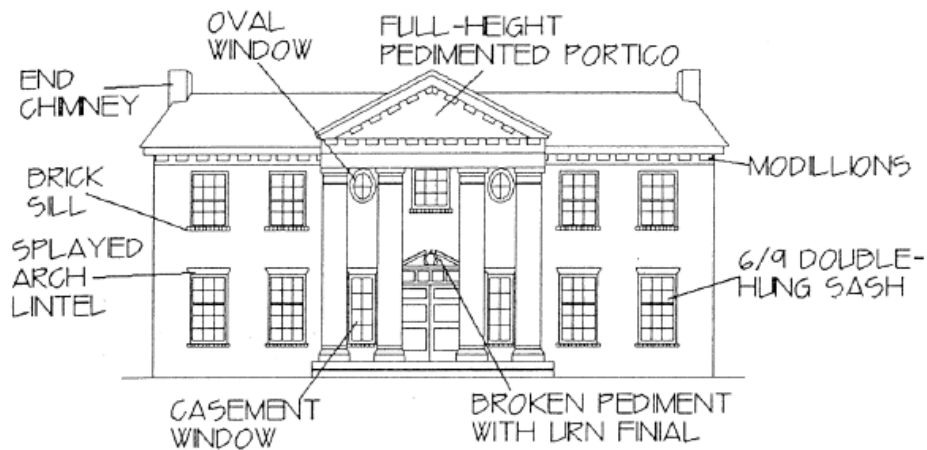 OVAL
WINDOW
FULL-HEIGHT
PEDIMENTED PORTICO
END
CHIMNEY
MODILLIONS
BRICK
SILL
SPLAYED
ARCH
LINTEL
6/9 DOUBLE-
HUNG SASH
CASEMENT
WINDOW
BROKEN PEDIMENT
WITH URN FINIAL